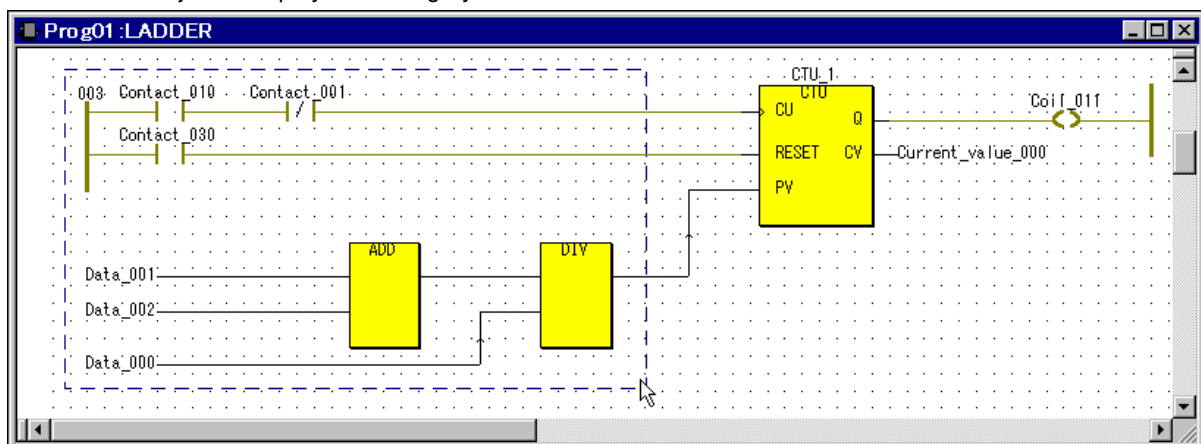 Prog01:LADDER
CTU_1
003 Contact_010 Contact_001
CTU
CU Q
Coil_011
Contact_030
RESET CV Current_value_000
PV
ADD DIV
Data_001
Data_002
Data_000